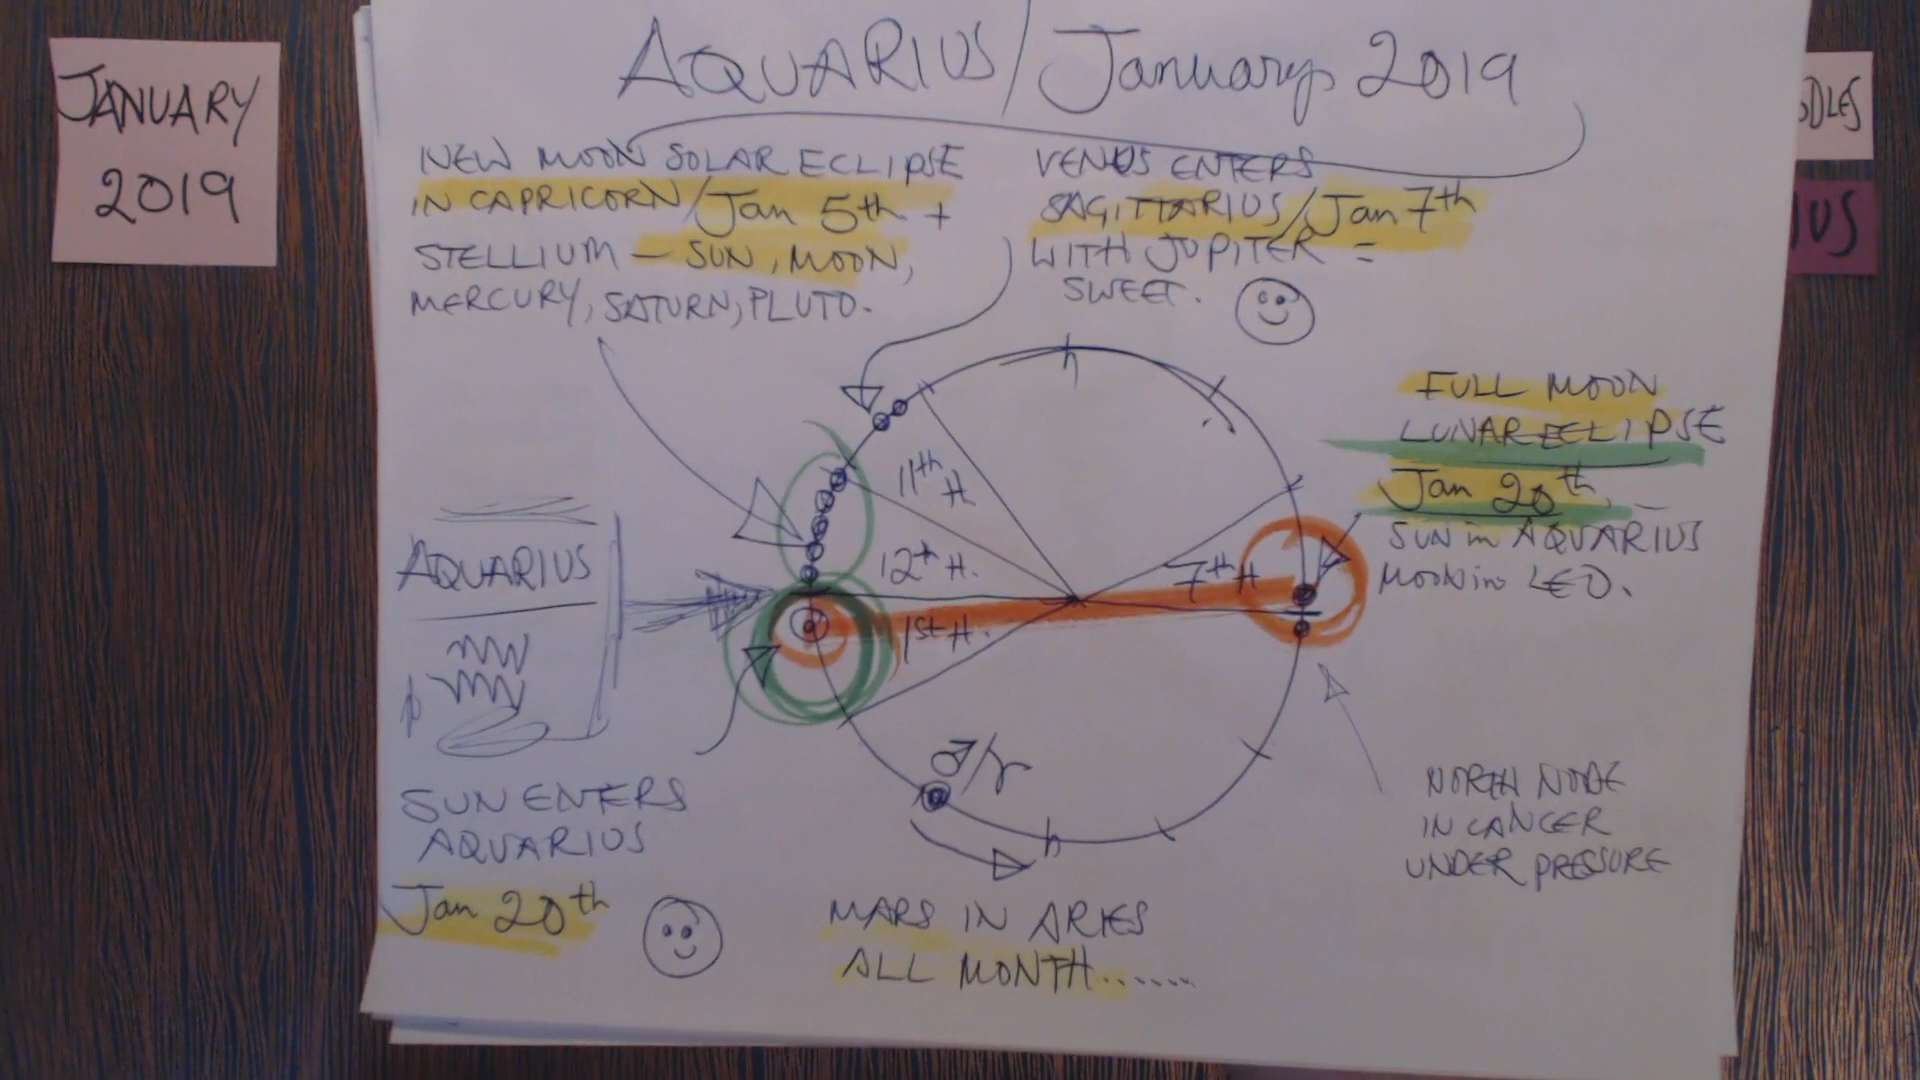 AQUARIUS / January 2019
JANUARY
2019
NEW MOON SOLAR ECLIPSE
IN CAPRICORN / Jan 5th +
STELLIUM – SUN, MOON,
MERCURY, SATURN, PLUTO.
VENUS ENTERS
SAGITTARIUS / Jan 7th
WITH JUPITER =
SWEET.
FULL MOON
LUNAR ECLIPSE
Jan 20th,
SUN in AQUARIUS
MOON in LEO.
11th H.
12th H.
7th H
1st H.
AQUARIUS
♂/♈
SUN ENTERS
AQUARIUS
Jan 20th
MARS IN ARIES
ALL MONTH......
NORTH NODE
IN CANCER
UNDER PRESSURE